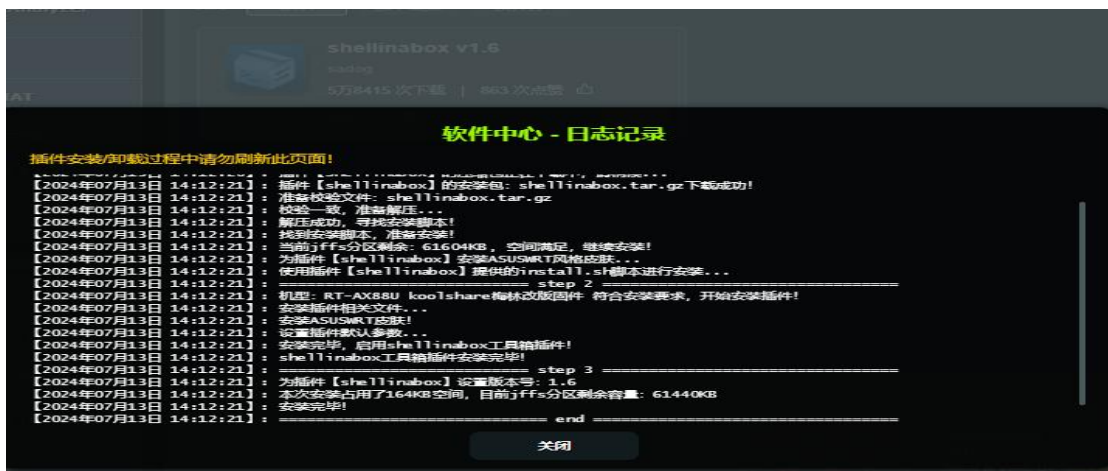 shellinabox v1.6
sadog
5万8415 次下载 | 863 次点赞
软件中心 - 日志记录
插件安装/卸载过程中请勿刷新此页面!
【2024年07月13日 14:12:21】: 插件【shellinabox】的安装包: shellinabox.tar.gz下载成功!
【2024年07月13日 14:12:21】: 准备校验文件: shellinabox.tar.gz
【2024年07月13日 14:12:21】: 校验一致, 准备解压...
【2024年07月13日 14:12:21】: 解压成功, 寻找安装脚本!
【2024年07月13日 14:12:21】: 找到安装脚本, 准备安装!
【2024年07月13日 14:12:21】: 当前jffs分区剩余: 61604KB, 空间满足, 继续安装!
【2024年07月13日 14:12:21】: 为插件【shellinabox】安装ASUSWRT风格皮肤...
【2024年07月13日 14:12:21】: 使用插件【shellinabox】提供的install.sh脚本进行安装...
【2024年07月13日 14:12:21】: ======================== step 2 ===========================
【2024年07月13日 14:12:21】: 机型: RT-AX88U koolshare梅林改版固件 符合安装要求, 开始安装插件!
【2024年07月13日 14:12:21】: 安装插件相关文件...
【2024年07月13日 14:12:21】: 安装ASUSWRT皮肤!
【2024年07月13日 14:12:21】: 设置插件默认参数...
【2024年07月13日 14:12:21】: 安装完毕, 启用shellinabox工具箱插件!
【2024年07月13日 14:12:21】: shellinabox工具箱插件安装完毕!
【2024年07月13日 14:12:21】: ======================== step 3 ===========================
【2024年07月13日 14:12:21】: 为插件【shellinabox】设置版本号: 1.6
【2024年07月13日 14:12:21】: 本次安装占用了164KB空间, 目前jffs分区剩余容量: 61440KB
【2024年07月13日 14:12:21】: 安装完毕!
【2024年07月13日 14:12:21】: ========================== end ============================
关闭